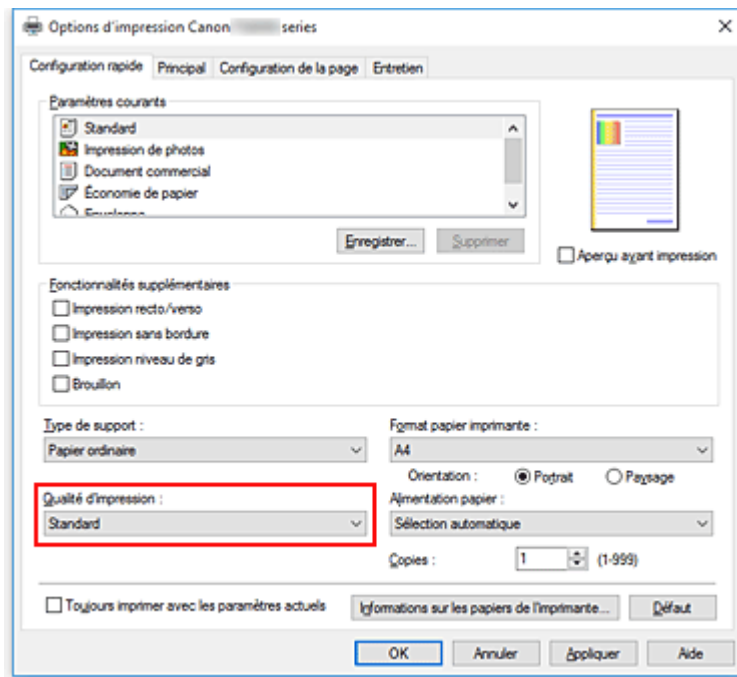 Options d'impression Canon series
Configuration rapide Principal Configuration de la page Entretien
Paramètres courants
Standard
Impression de photos
Document commercial
Économie de papier
Enregistrer... Supprimer
Aperçu avant impression
Fonctionnalités supplémentaires
Impression recto/verso
Impression sans bordure
Impression niveau de gris
Brouillon
Type de support :
Papier ordinaire
Format papier imprimante :
A4
Orientation : Portrait Paysage
Qualité d'impression :
Standard
Alimentation papier :
Sélection automatique
Copies : 1 (1-999)
Toujours imprimer avec les paramètres actuels
Informations sur les papiers de l'imprimante... Défaut
OK Annuler Appliquer Aide